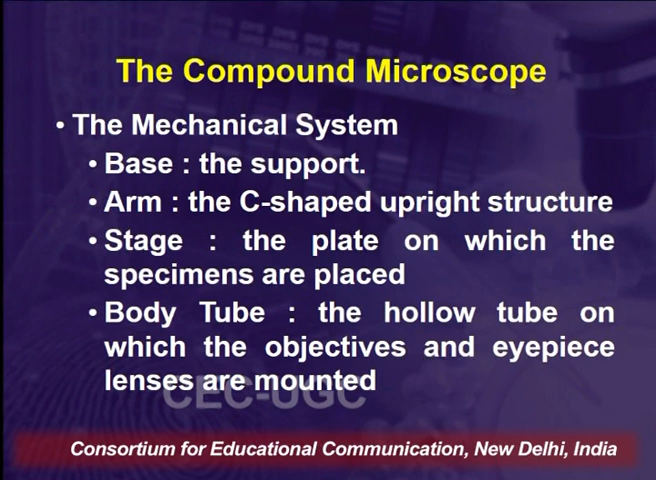 The Compound Microscope
• The Mechanical System
• Base : the support.
• Arm : the C-shaped upright structure
• Stage : the plate on which the
specimens are placed
• Body Tube : the hollow tube on
which the objectives and eyepiece
lenses are mounted
CEC-UGC
Consortium for Educational Communication, New Delhi, India